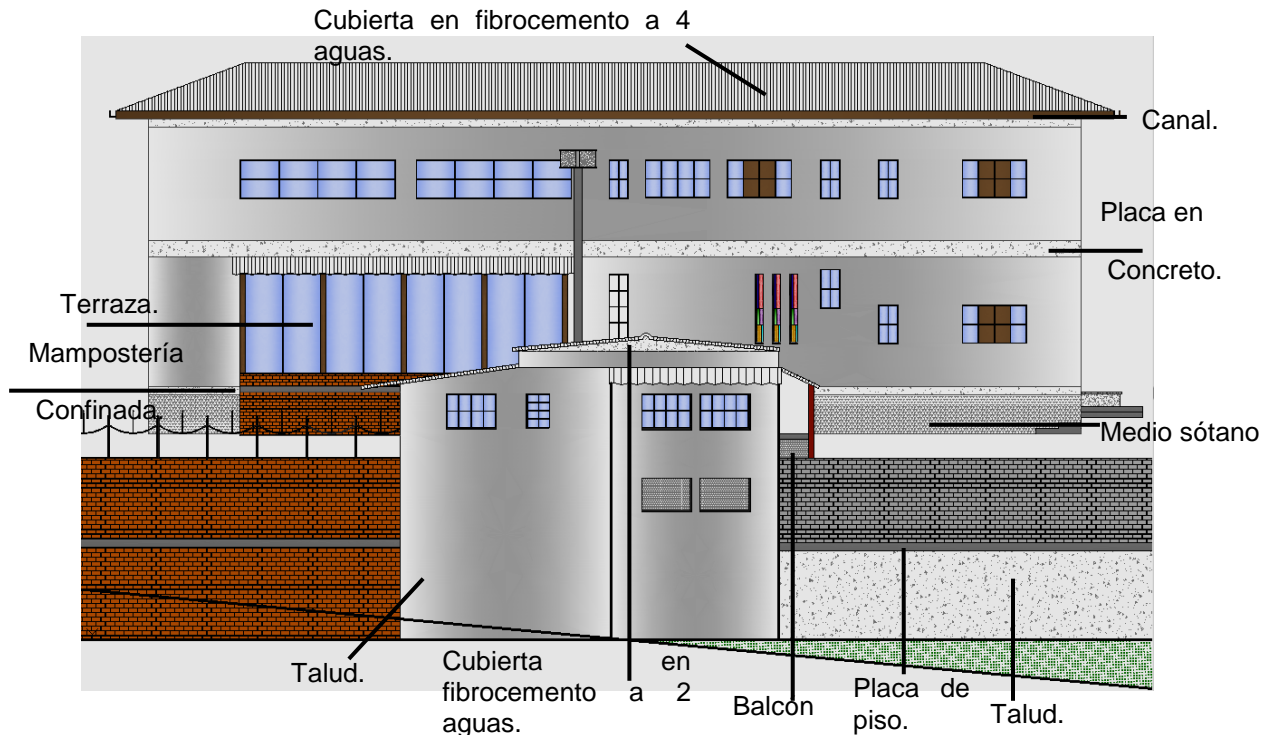 Cubierta en fibrocemento a 4
aguas.
Canal.
Placa en
Concreto.
Terraza.
Mampostería
Confinada
Medio sótano
Talud.
Cubierta en
fibrocemento a 2
aguas.
Balcón
Placa de
piso.
Talud.